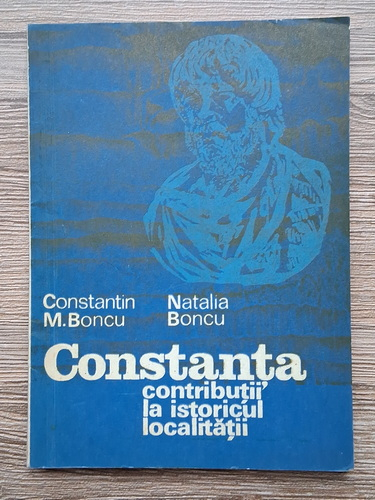 Constantin Natalia
M. Boncu Boncu
Constanța
contribuții
la istoricul
localității